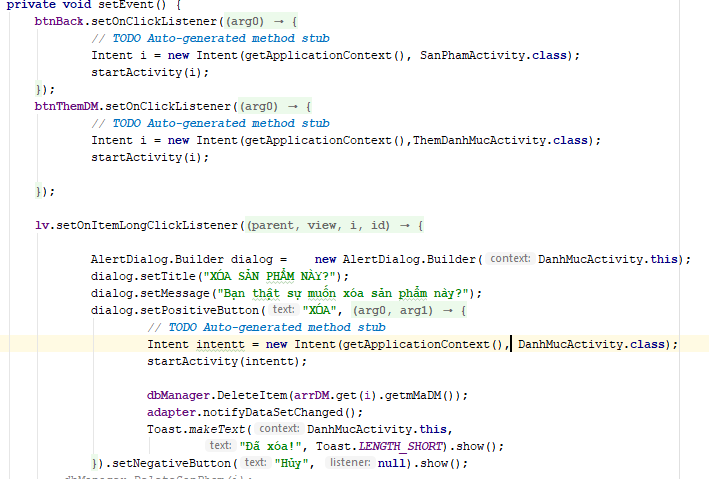 private void setEvent() {
btnBack.setOnClickListener((arg0) → {
// TODO Auto-generated method stub
Intent i = new Intent(getApplicationContext(), SanPhamActivity.class);
startActivity(i);
});
btnThemDM.setOnClickListener((arg0) → {
// TODO Auto-generated method stub
Intent i = new Intent(getApplicationContext(),ThemDanhMucActivity.class);
startActivity(i);
});
lv.setOnItemLongClickListener((parent, view, i, id) → {
AlertDialog.Builder dialog = new AlertDialog.Builder( context: DanhMucActivity.this);
dialog.setTitle("XÓA SẢN PHẨM NÀY?");
dialog.setMessage("Bạn thật sự muốn xóa sản phẩm này?");
dialog.setPositiveButton( text: "XÓA", (arg0, arg1) → {
// TODO Auto-generated method stub
Intent intentt = new Intent(getApplicationContext(), DanhMucActivity.class);
startActivity(intentt);
dbManager.DeleteItem(arrDM.get(i).getmMaDM());
adapter.notifyDataSetChanged();
Toast.makeText( context: DanhMucActivity.this,
text: "Đã xóa!", Toast.LENGTH_SHORT).show();
}).setNegativeButton( text: "Hủy", listener: null).show();